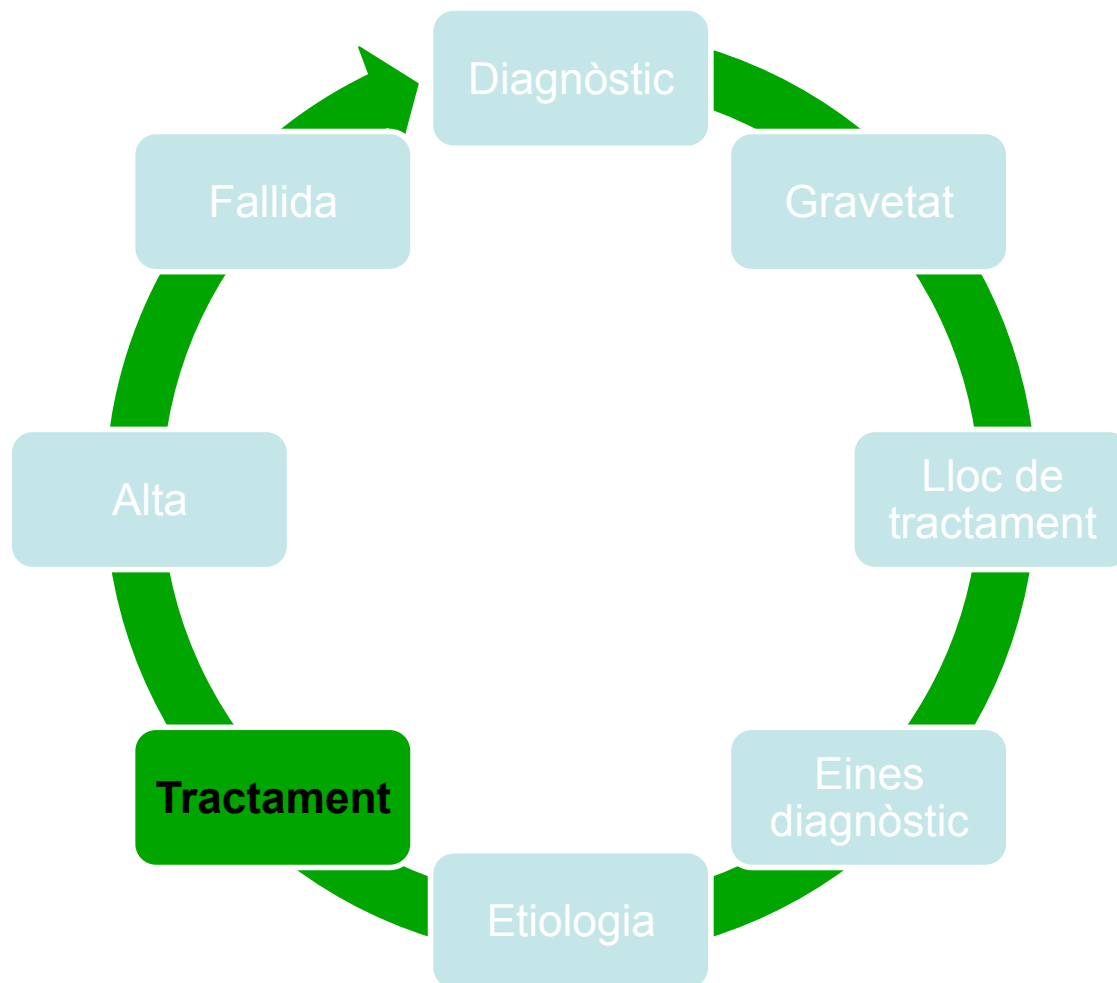 Diagnòstic
Gravetat
Lloc de
tractament
Eines
diagnòstic
Etiologia
Tractament
Alta
Fallida